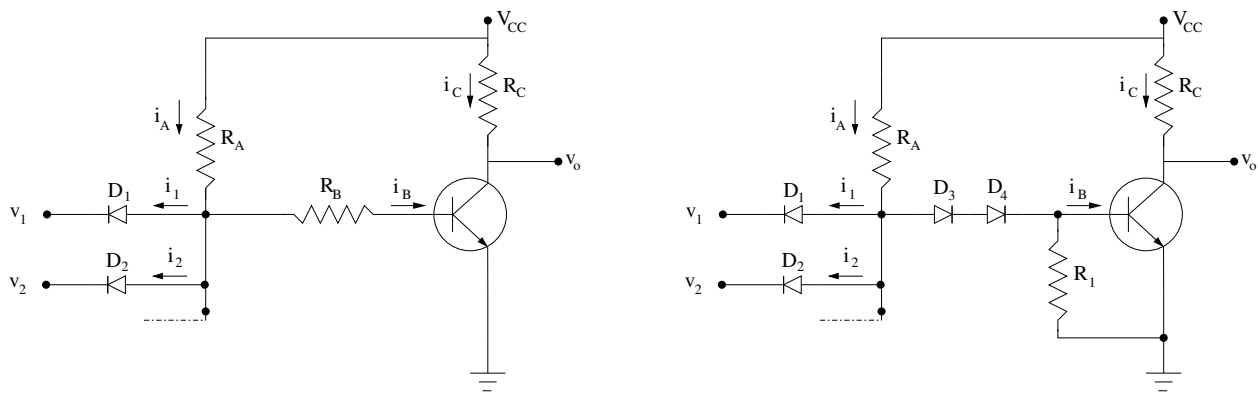 V_CC
i_C R_C
i_A R_A
v_o
D_1 i_1 R_B i_B
v_1
D_2 i_2
v_2
V_CC
i_C R_C
i_A R_A
v_o
D_1 i_1 D_3 D_4 i_B
v_1
D_2 i_2 R_1
v_2